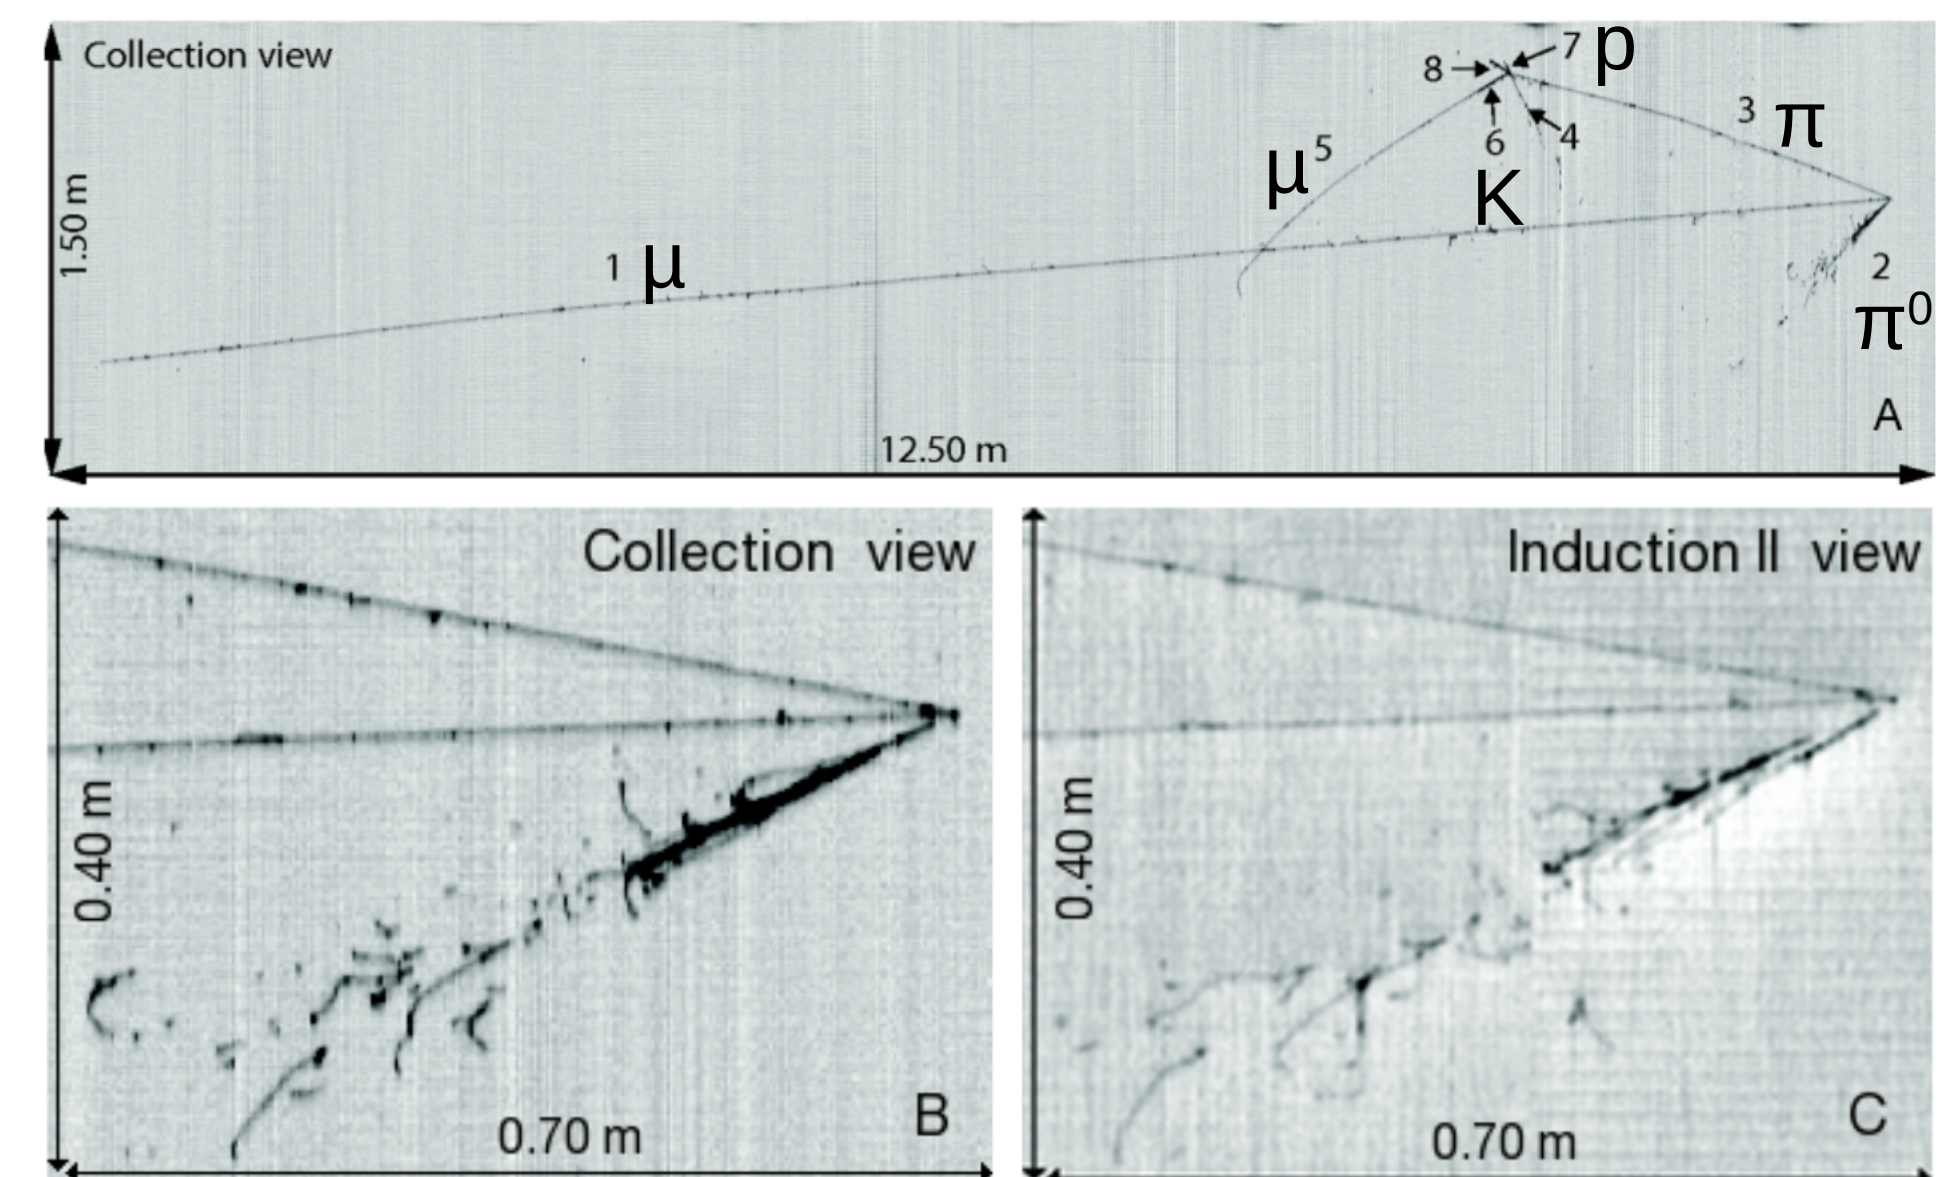 Collection view
1.50 m
1 μ
μ 5
8
7 p
6
K
4
3 π
2
π⁰
A
12.50 m
Collection view
0.40 m
0.70 m
B
Induction II view
0.40 m
0.70 m
C